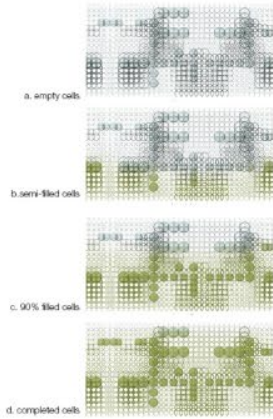 a. empty cells
b.semi-filled cells
c. 90% filled cells
d. completed cells